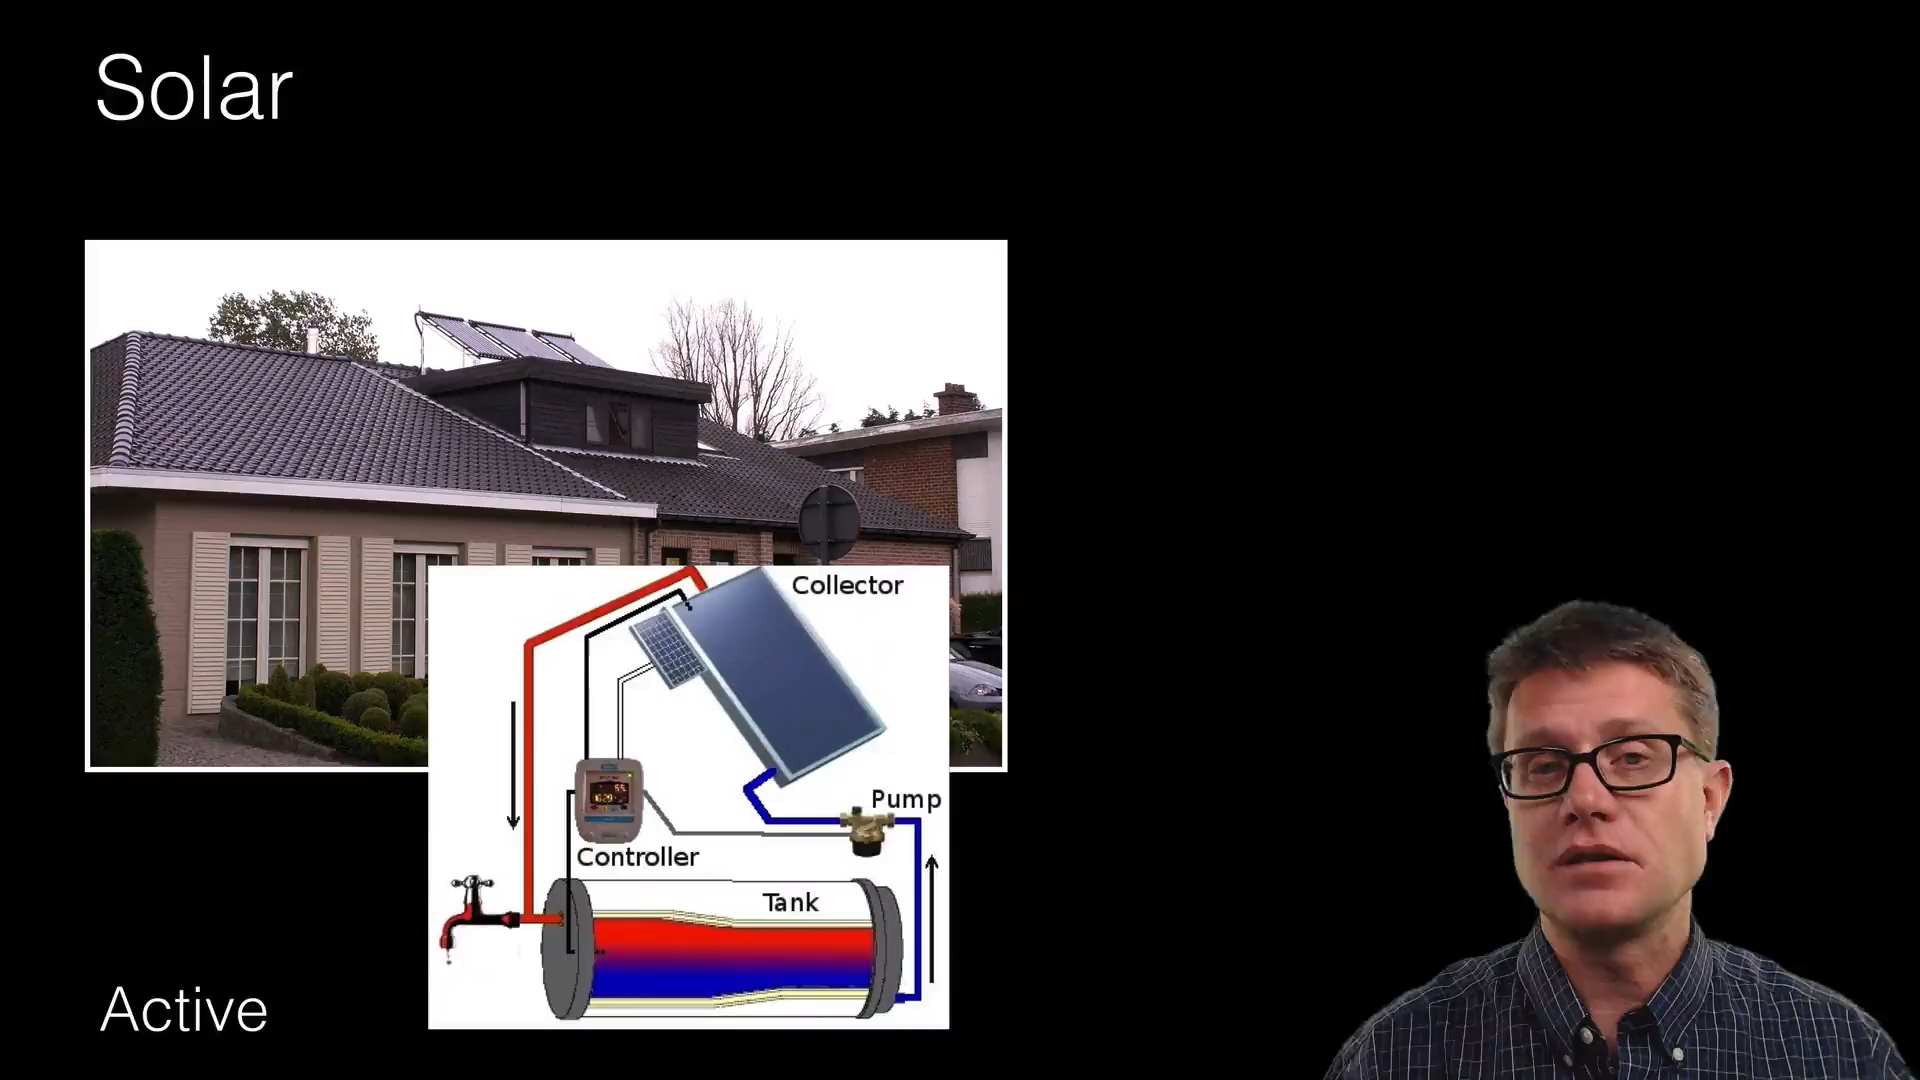 Solar
Collector
Pump
Controller
Tank
Active